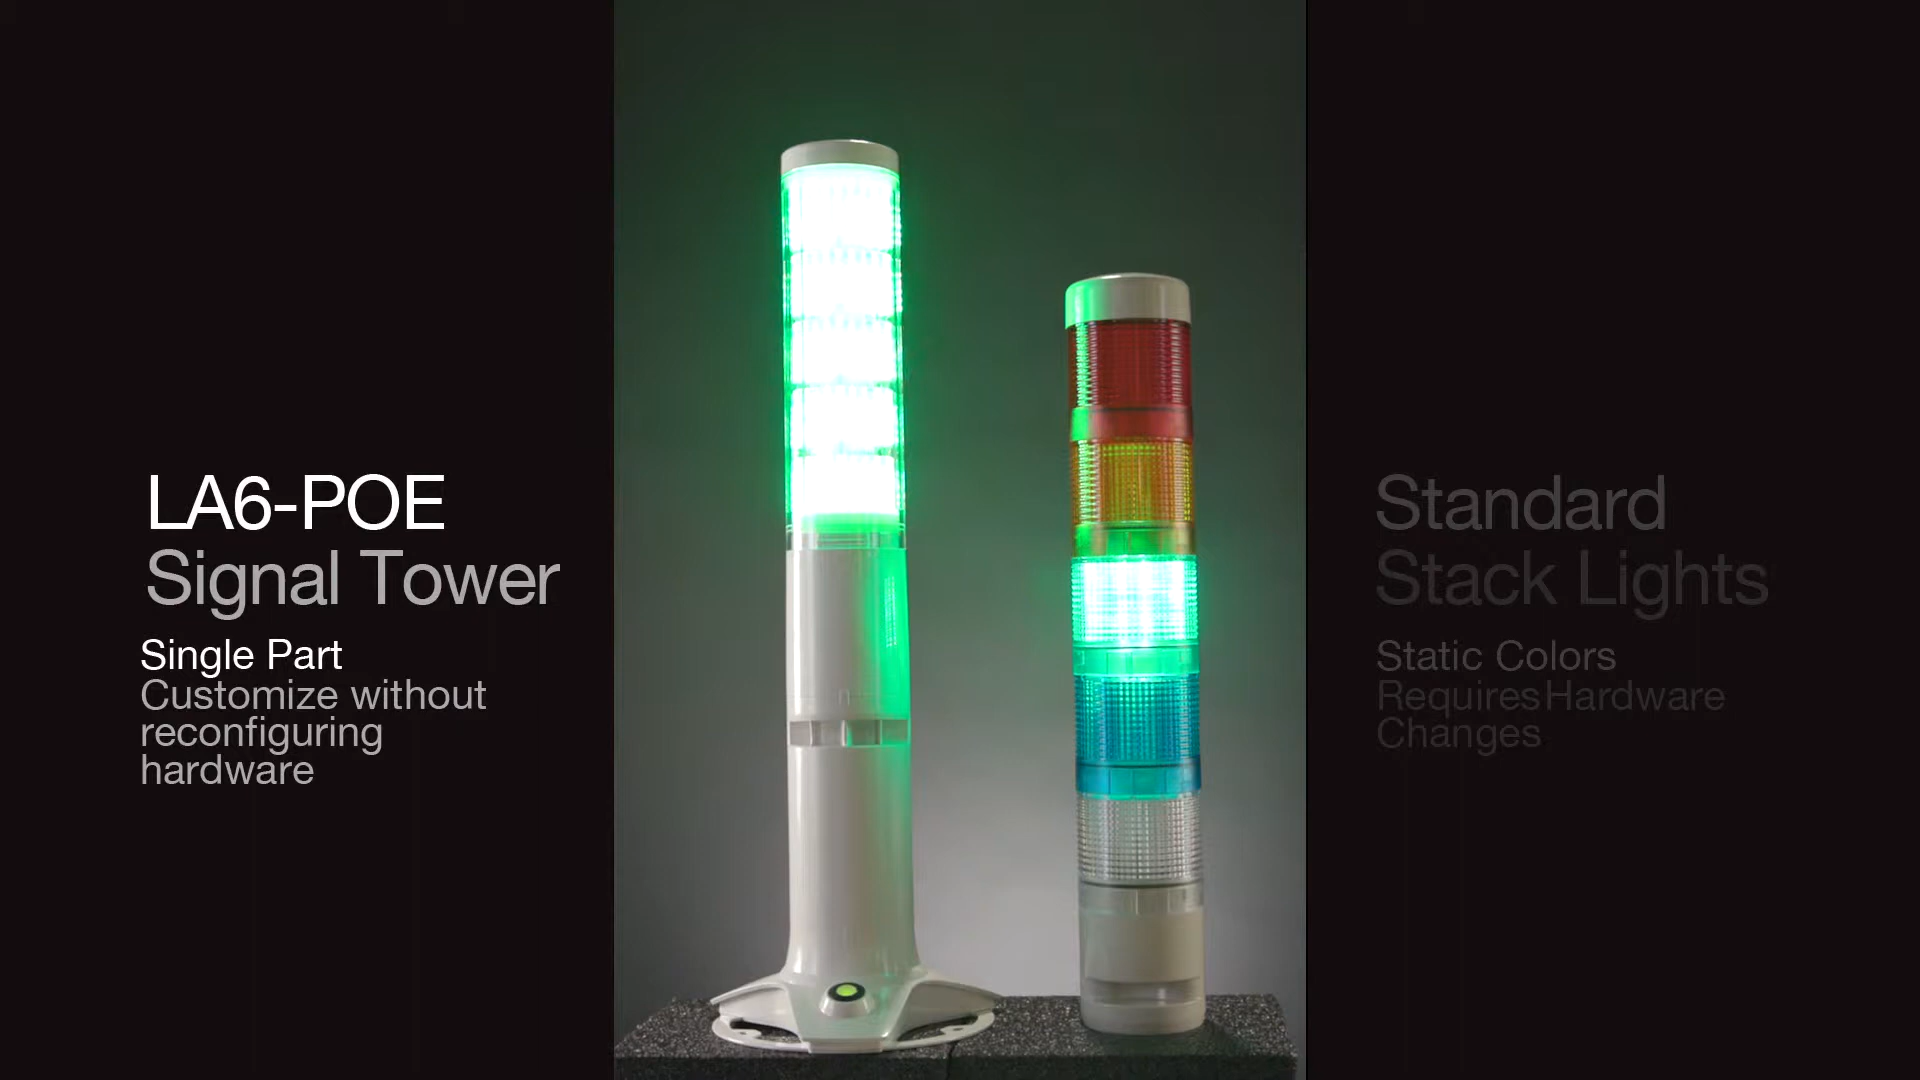 LA6-POE
Signal Tower
Single Part
Customize without
reconfiguring
hardware
Standard
Stack Lights
Static Colors
Requires Hardware
Changes